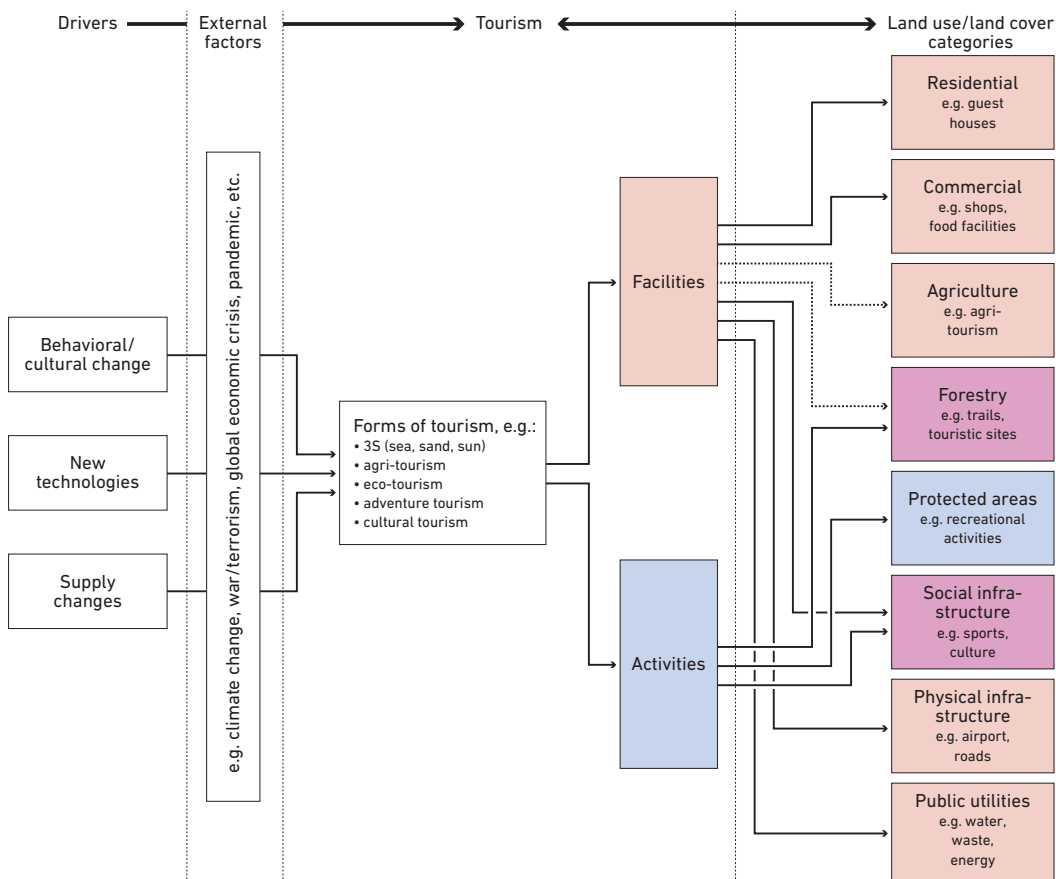 Drivers
External
factors
Tourism
Land use/land cover
categories
Behavioral/
cultural change
New
technologies
Supply
changes
e.g. climate change, war/terrorism, global economic crisis, pandemic, etc.
Forms of tourism, e.g.:
• 3S (sea, sand, sun)
• agri-tourism
• eco-tourism
• adventure tourism
• cultural tourism
Facilities
Activities
Residential
e.g. guest
houses
Commercial
e.g. shops,
food facilities
Agriculture
e.g. agri-
tourism
Forestry
e.g. trails,
touristic sites
Protected areas
e.g. recreational
activities
Social infra-
structure
e.g. sports,
culture
Physical infra-
structure
e.g. airport,
roads
Public utilities
e.g. water,
waste,
energy